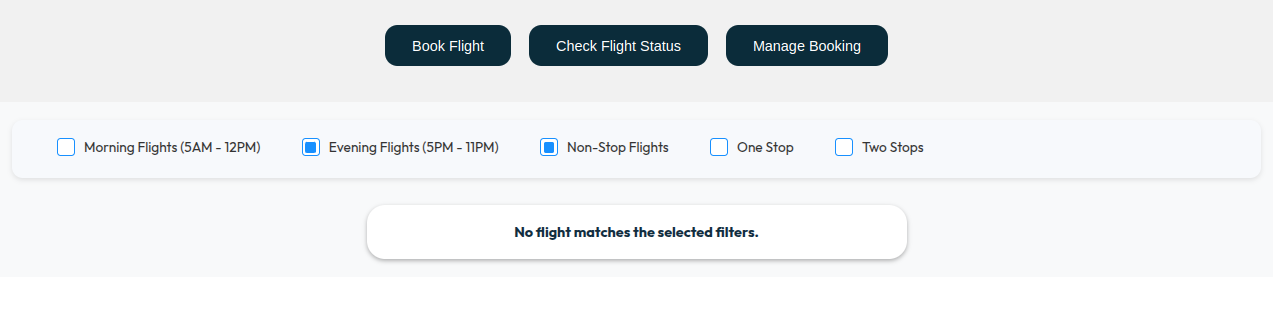 Book Flight Check Flight Status Manage Booking
Morning Flights (5AM - 12PM) Evening Flights (5PM - 11PM) Non-Stop Flights One Stop Two Stops
No flight matches the selected filters.